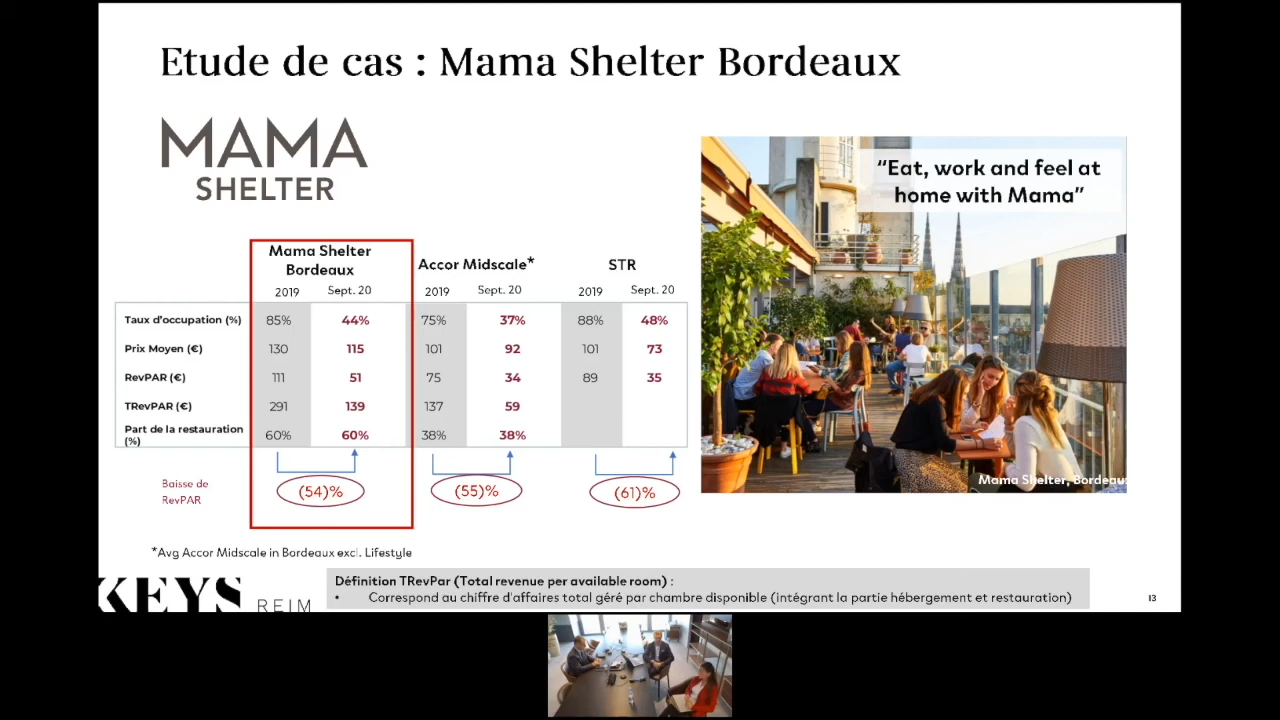 Etude de cas : Mama Shelter Bordeaux
MAMA
SHELTER
“Eat, work and feel at
home with Mama”
Mama Shelter
Bordeaux
Accor Midscale*
STR
2019 Sept. 20 2019 Sept. 20 2019 Sept. 20
Taux d'occupation (%) 85% 44% 75% 37% 88% 48%
Prix Moyen (€) 130 115 101 92 101 73
RevPAR (€) 111 51 75 34 89 35
TRevPAR (€) 291 139 137 59
Part de la restauration
(%) 60% 60% 38% 38%
Baisse de
RevPAR
(54)% (55)% (61)%
Mama Shelter, Bordeaux
*Avg Accor Midscale in Bordeaux excl. Lifestyle
KEYS REIM
Définition TRevPar (Total revenue per available room) :
• Correspond au chiffre d'affaires total géré par chambre disponible (intégrant la partie hébergement et restauration)
13